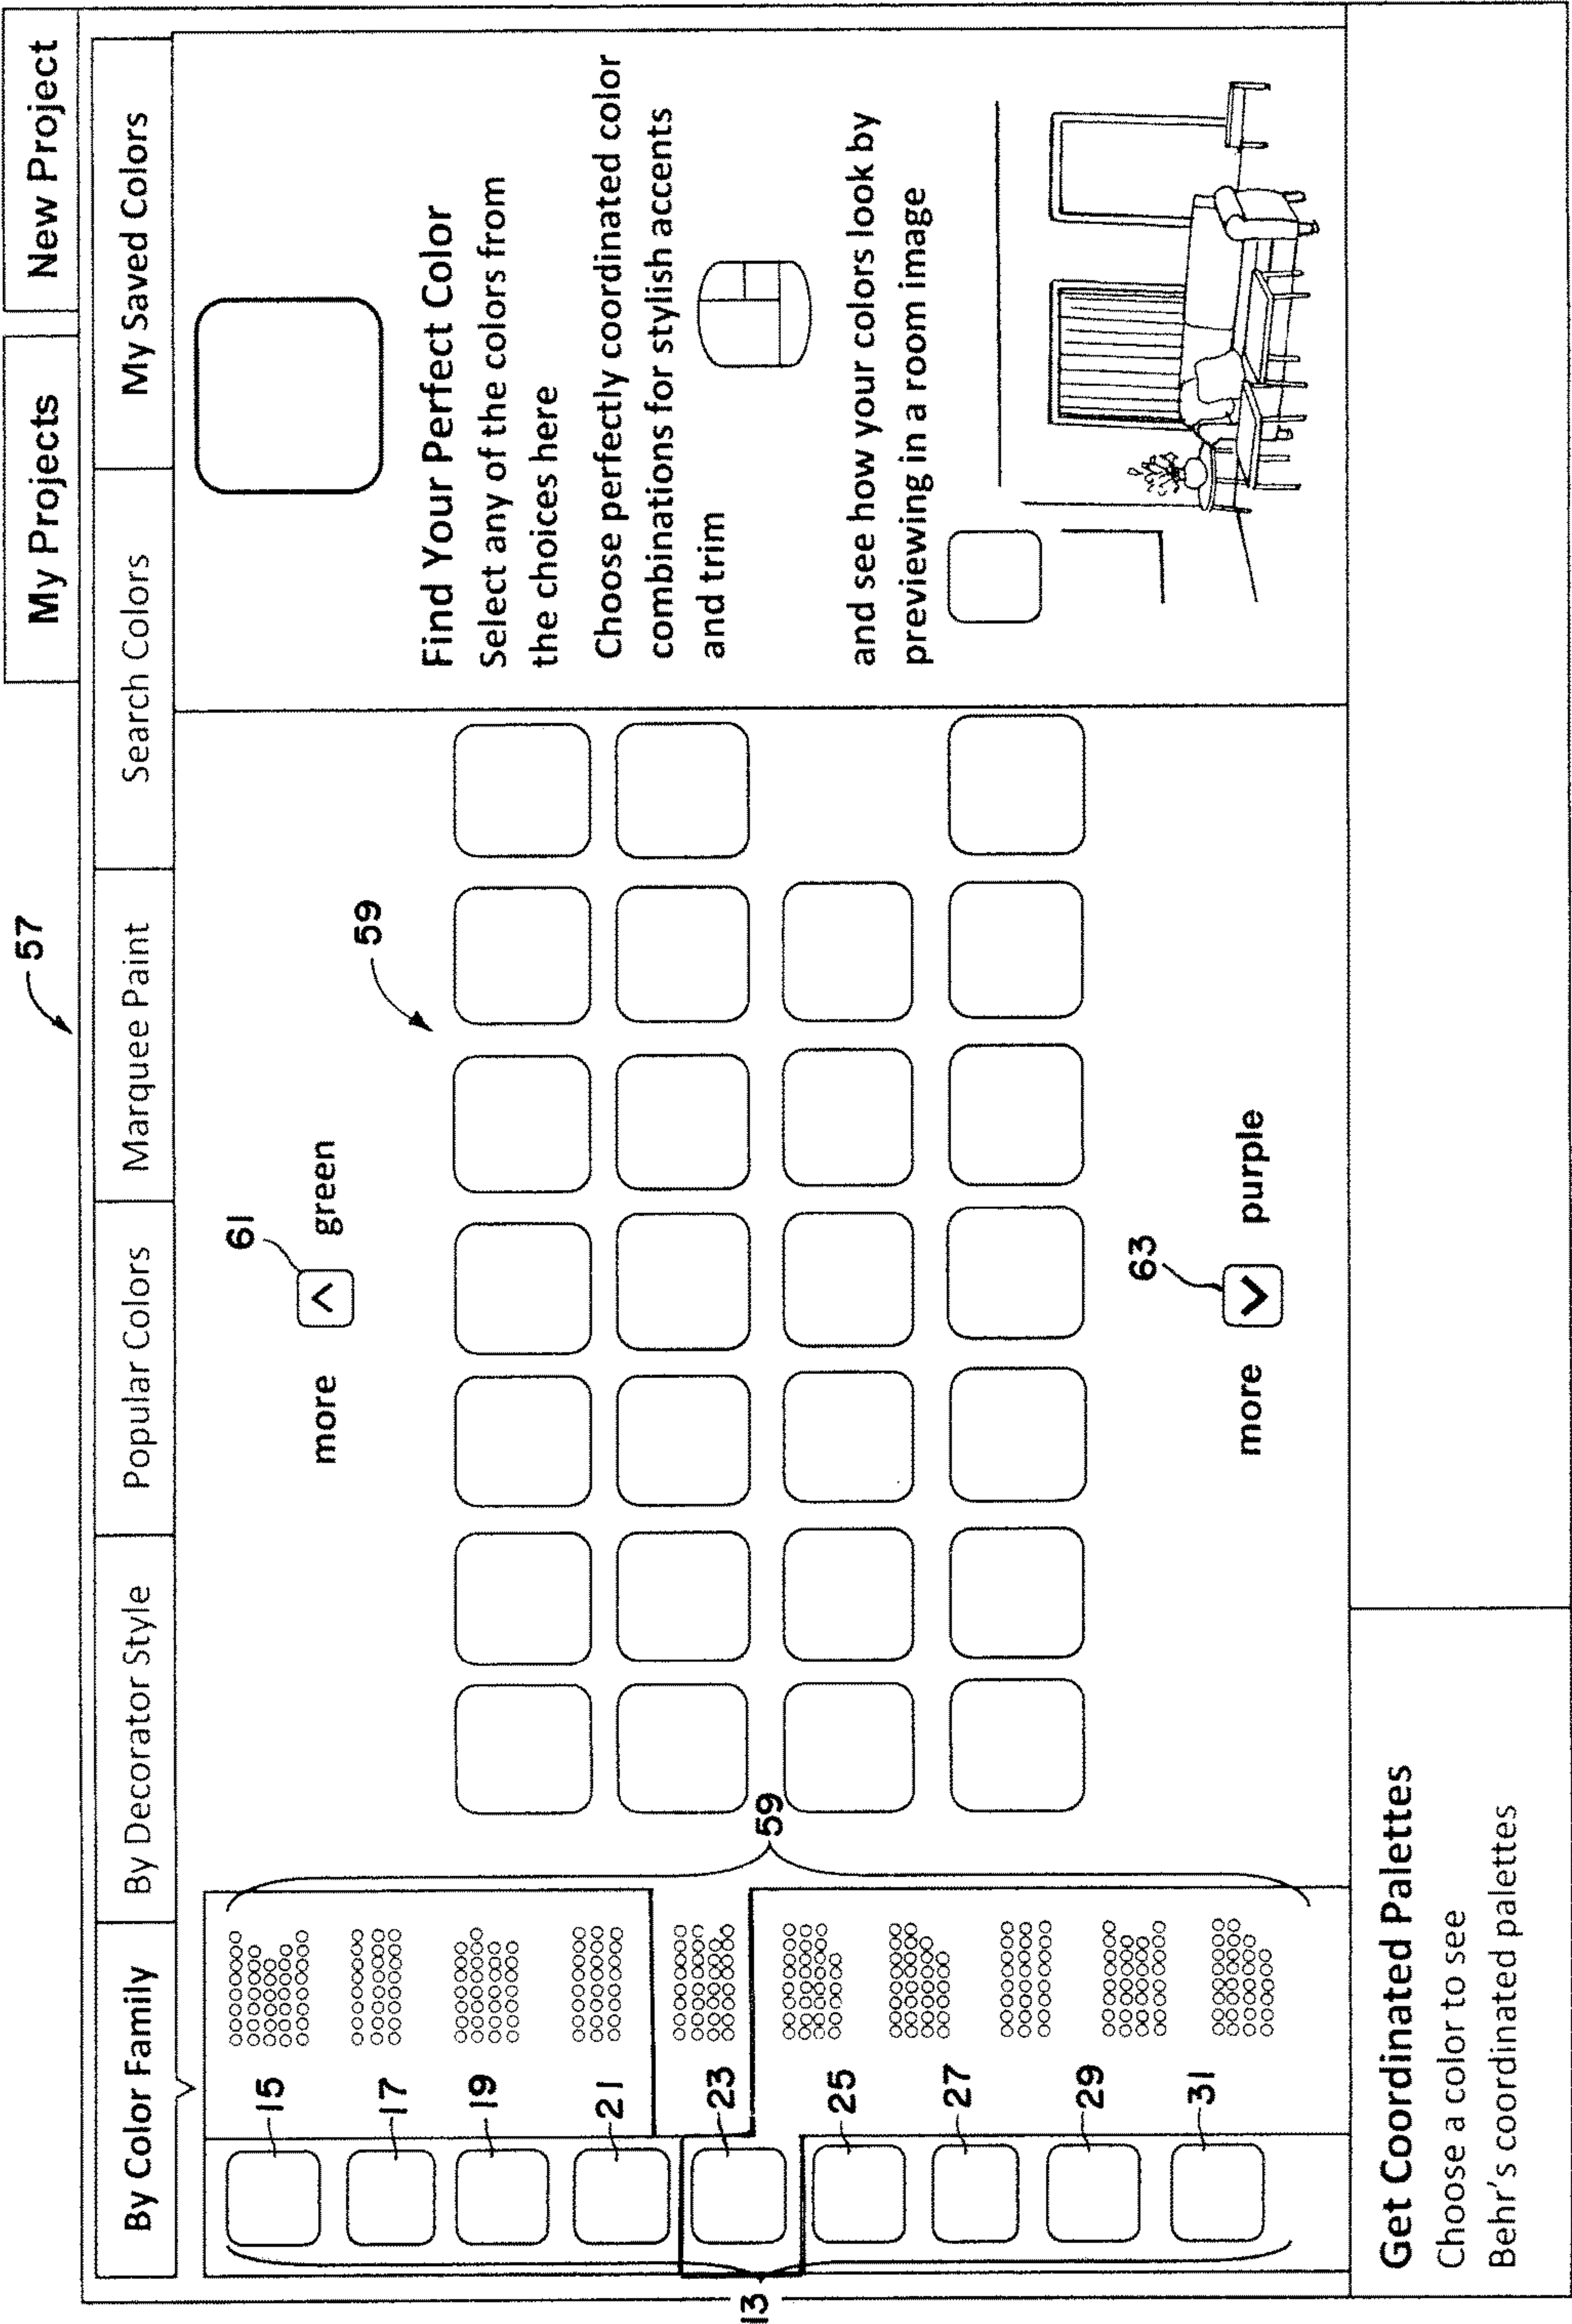 57
My Projects
New Project
By Color Family
By Decorator Style
Popular Colors
Marquee Paint
Search Colors
My Saved Colors
15
17
19
21
23
25
27
29
31
13
59
61
more
green
59
63
more
purple
Find Your Perfect Color
Select any of the colors from
the choices here
Choose perfectly coordinated color
combinations for stylish accents
and trim
and see how your colors look by
previewing in a room image
Get Coordinated Palettes
Choose a color to see
Behr's coordinated palettes